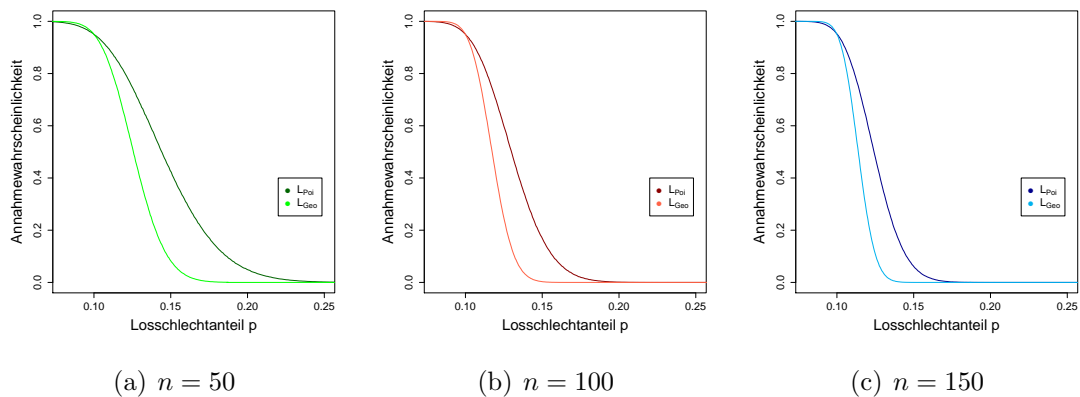 Annahmewahrscheinlichkeit
1.0
0.8
0.6
0.4
0.2
0.0
L_Poi
L_Geo
0.10 0.15 0.20 0.25
Losschlechtanteil p
(a) n = 50
Annahmewahrscheinlichkeit
1.0
0.8
0.6
0.4
0.2
0.0
L_Poi
L_Geo
0.10 0.15 0.20 0.25
Losschlechtanteil p
(b) n = 100
Annahmewahrscheinlichkeit
1.0
0.8
0.6
0.4
0.2
0.0
L_Poi
L_Geo
0.10 0.15 0.20 0.25
Losschlechtanteil p
(c) n = 150